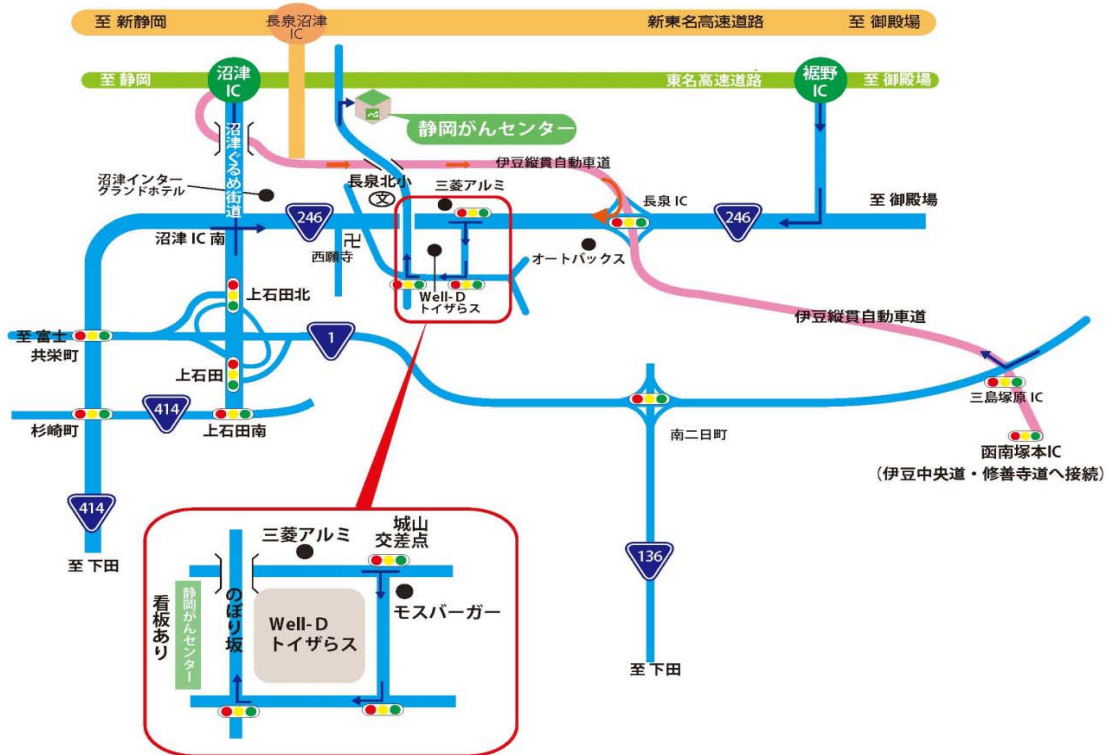 至 新静岡
長泉沼津
IC
新東名高速道路
至 御殿場
至 静岡
沼津
IC
東名高速道路
裾野
IC
至 御殿場
静岡がんセンター
沼津ぐるめ街道
伊豆縦貫自動車道
沼津インター
グランドホテル
長泉北小
文
三菱アルミ
長泉 IC
至 御殿場
246
246
沼津 IC 南
卍
西願寺
オートバックス
Well-D
トイザらス
上石田北
伊豆縦貫自動車道
至 富士
共栄町
1
上石田
三島塚原 IC
414
杉崎町
上石田南
南二日町
函南塚本IC
(伊豆中央道・修善寺道へ接続)
414
至 下田
136
至 下田
城山
交差点
三菱アルミ
モスバーガー
のぼり坂
静岡がんセンター
看板あり
Well-D
トイザらス